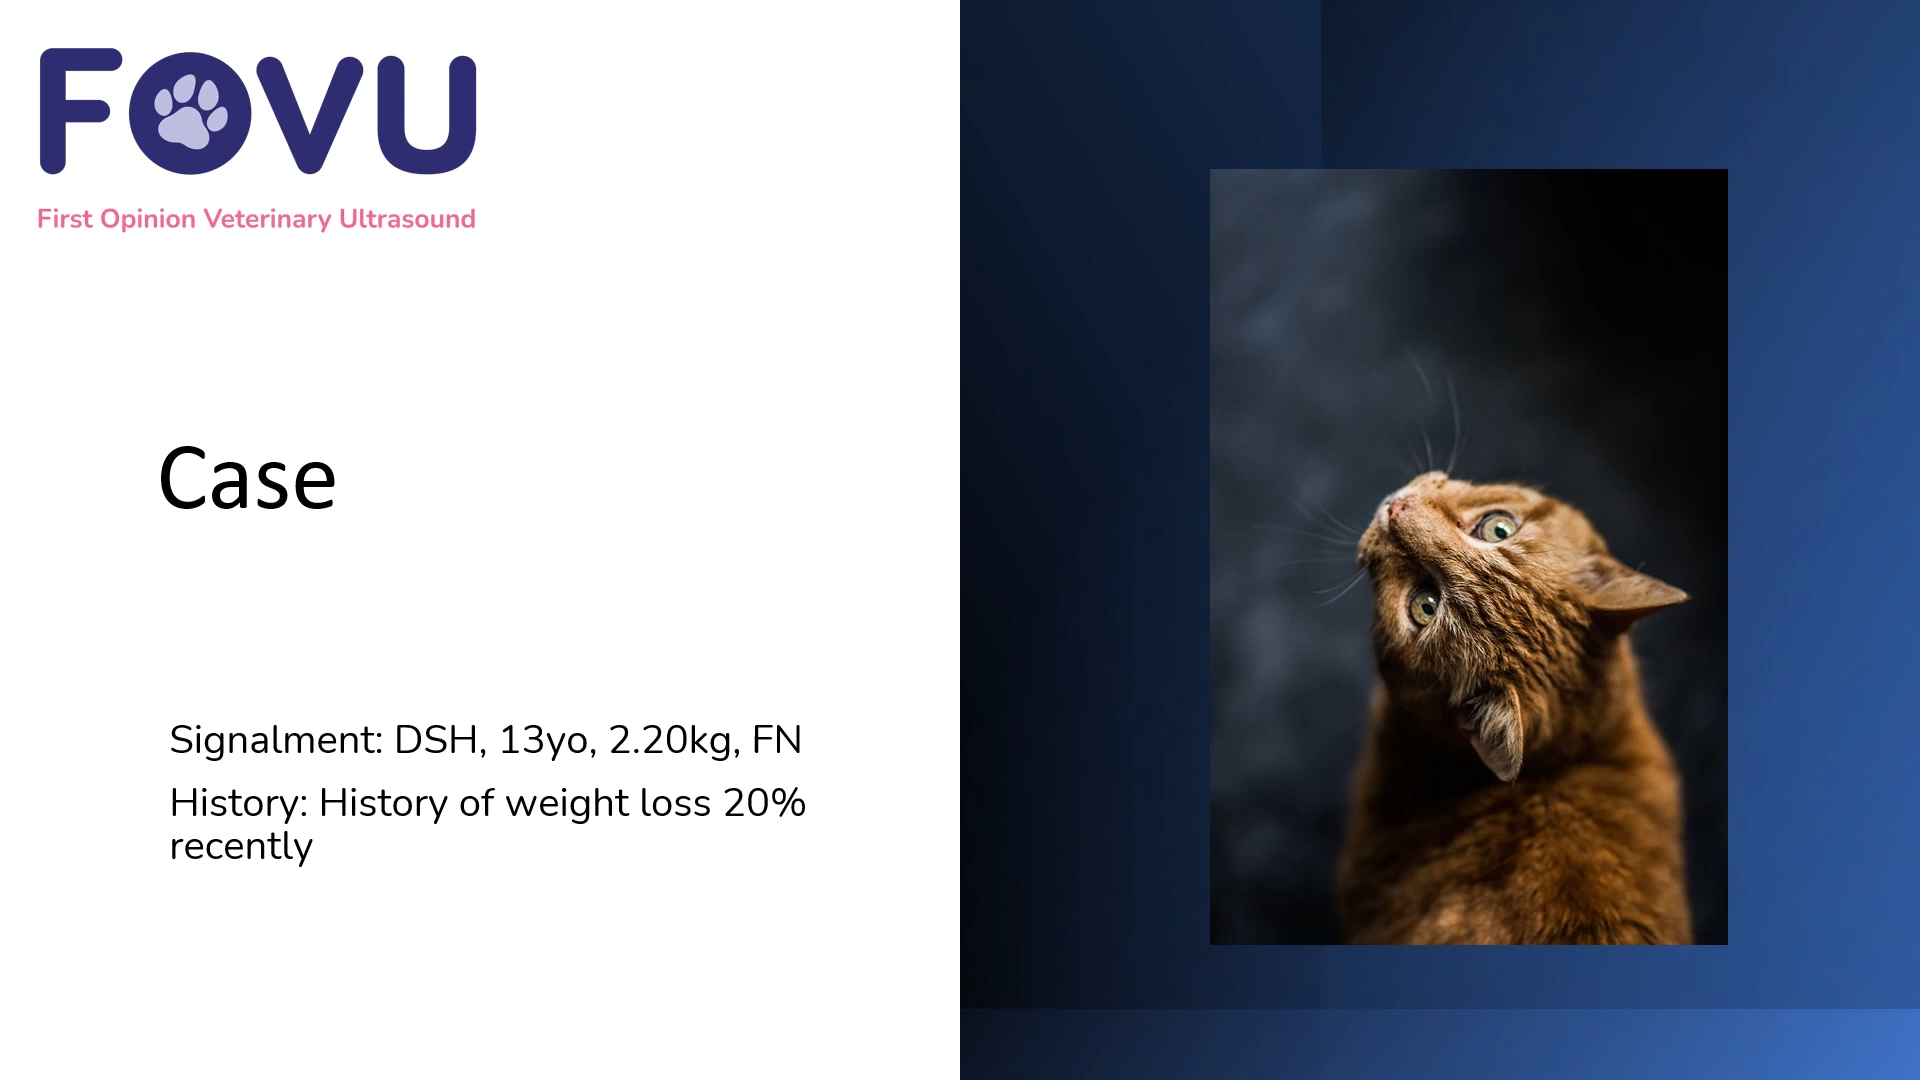 FOVU
First Opinion Veterinary Ultrasound
Case
Signalment: DSH, 13yo, 2.20kg, FN
History: History of weight loss 20%
recently